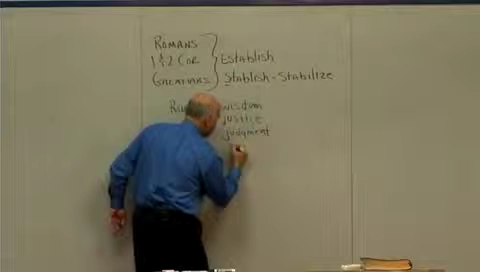 ROMANS
1 & 2 COR } Establish
GALATIANS Stablish - Stabilize
wisdom
justice
judgment